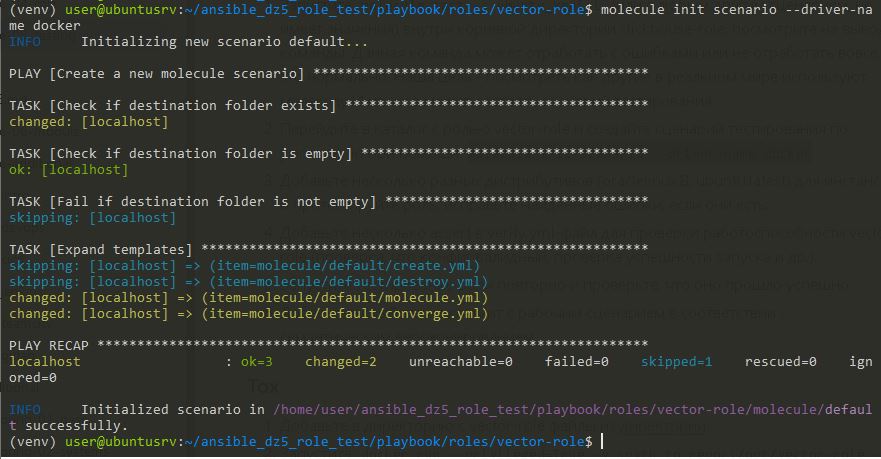 (venv) user@ubuntusrv:~/ansible_dz5_role_test/playbook/roles/vector-role$ molecule init scenario --driver-na
me docker
INFO     Initializing new scenario default...

PLAY [Create a new molecule scenario] ******************************************

TASK [Check if destination folder exists] **************************************
changed: [localhost]

TASK [Check if destination folder is empty] ************************************
ok: [localhost]

TASK [Fail if destination folder is not empty] *********************************
skipping: [localhost]

TASK [Expand templates] ********************************************************
skipping: [localhost] => (item=molecule/default/create.yml)
skipping: [localhost] => (item=molecule/default/destroy.yml)
changed: [localhost] => (item=molecule/default/molecule.yml)
changed: [localhost] => (item=molecule/default/converge.yml)

PLAY RECAP *********************************************************************
localhost                  : ok=3    changed=2    unreachable=0    failed=0    skipped=1    rescued=0    ign
ored=0

INFO     Initialized scenario in /home/user/ansible_dz5_role_test/playbook/roles/vector-role/molecule/defaul
t successfully.
(venv) user@ubuntusrv:~/ansible_dz5_role_test/playbook/roles/vector-role$